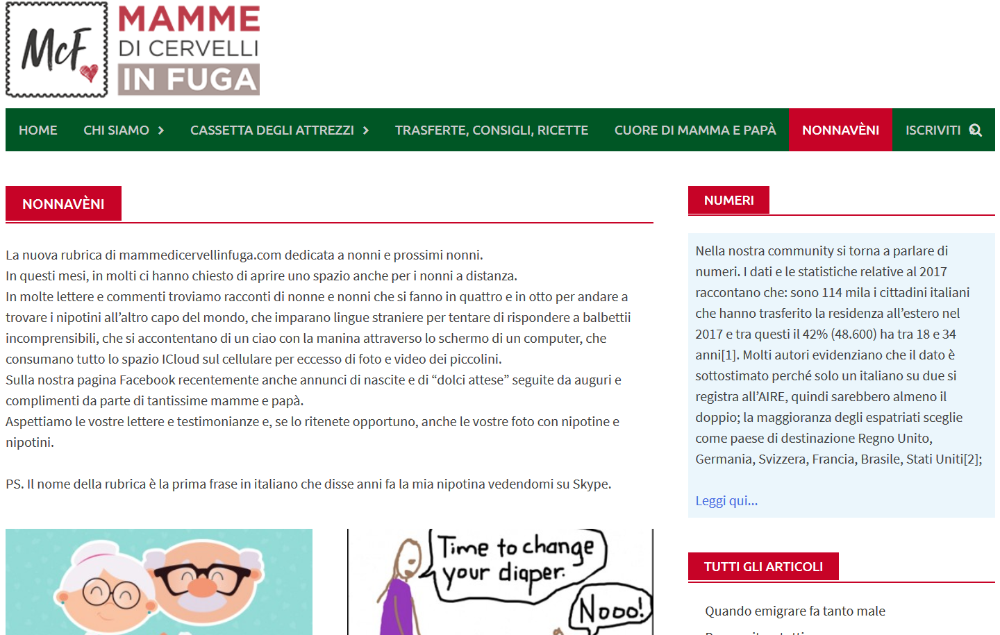 McF
MAMME
DI CERVELLI
IN FUGA
HOME
CHI SIAMO
CASSETTA DEGLI ATTREZZI
TRASFERTE, CONSIGLI, RICETTE
CUORE DI MAMMA E PAPÀ
NONNAVÈNI
ISCRIVITI
NONNAVÈNI
La nuova rubrica di mammedicervellinfuga.com dedicata a nonni e prossimi nonni.
In questi mesi, in molti ci hanno chiesto di aprire uno spazio anche per i nonni a distanza.
In molte lettere e commenti troviamo racconti di nonne e nonni che si fanno in quattro e in otto per andare a
trovare i nipotini all’altro capo del mondo, che imparano lingue straniere per tentare di rispondere a balbettii
incomprensibili, che si accontentano di un ciao con la manina attraverso lo schermo di un computer, che
consumano tutto lo spazio ICloud sul cellulare per eccesso di foto e video dei piccolini.
Sulla nostra pagina Facebook recentemente anche annunci di nascite e di “dolci attese” seguite da auguri e
complimenti da parte di tantissime mamme e papà.
Aspettiamo le vostre lettere e testimonianze e, se lo ritenete opportuno, anche le vostre foto con nipotine e
nipotini.
PS. Il nome della rubrica è la prima frase in italiano che disse anni fa la mia nipotina vedendomi su Skype.
Time to change
your diaper.
Nooo!
NUMERI
Nella nostra community si torna a parlare di
numeri. I dati e le statistiche relative al 2017
raccontano che: sono 114 mila i cittadini italiani
che hanno trasferito la residenza all’estero nel
2017 e tra questi il 42% (48.600) ha tra 18 e 34
anni[1]. Molti autori evidenziano che il dato è
sottostimato perché solo un italiano su due si
registra all’AIRE, quindi sarebbero almeno il
doppio; la maggioranza degli espatriati sceglie
come paese di destinazione Regno Unito,
Germania, Svizzera, Francia, Brasile, Stati Uniti[2];
Leggi qui...
TUTTI GLI ARTICOLI
Quando emigrare fa tanto male